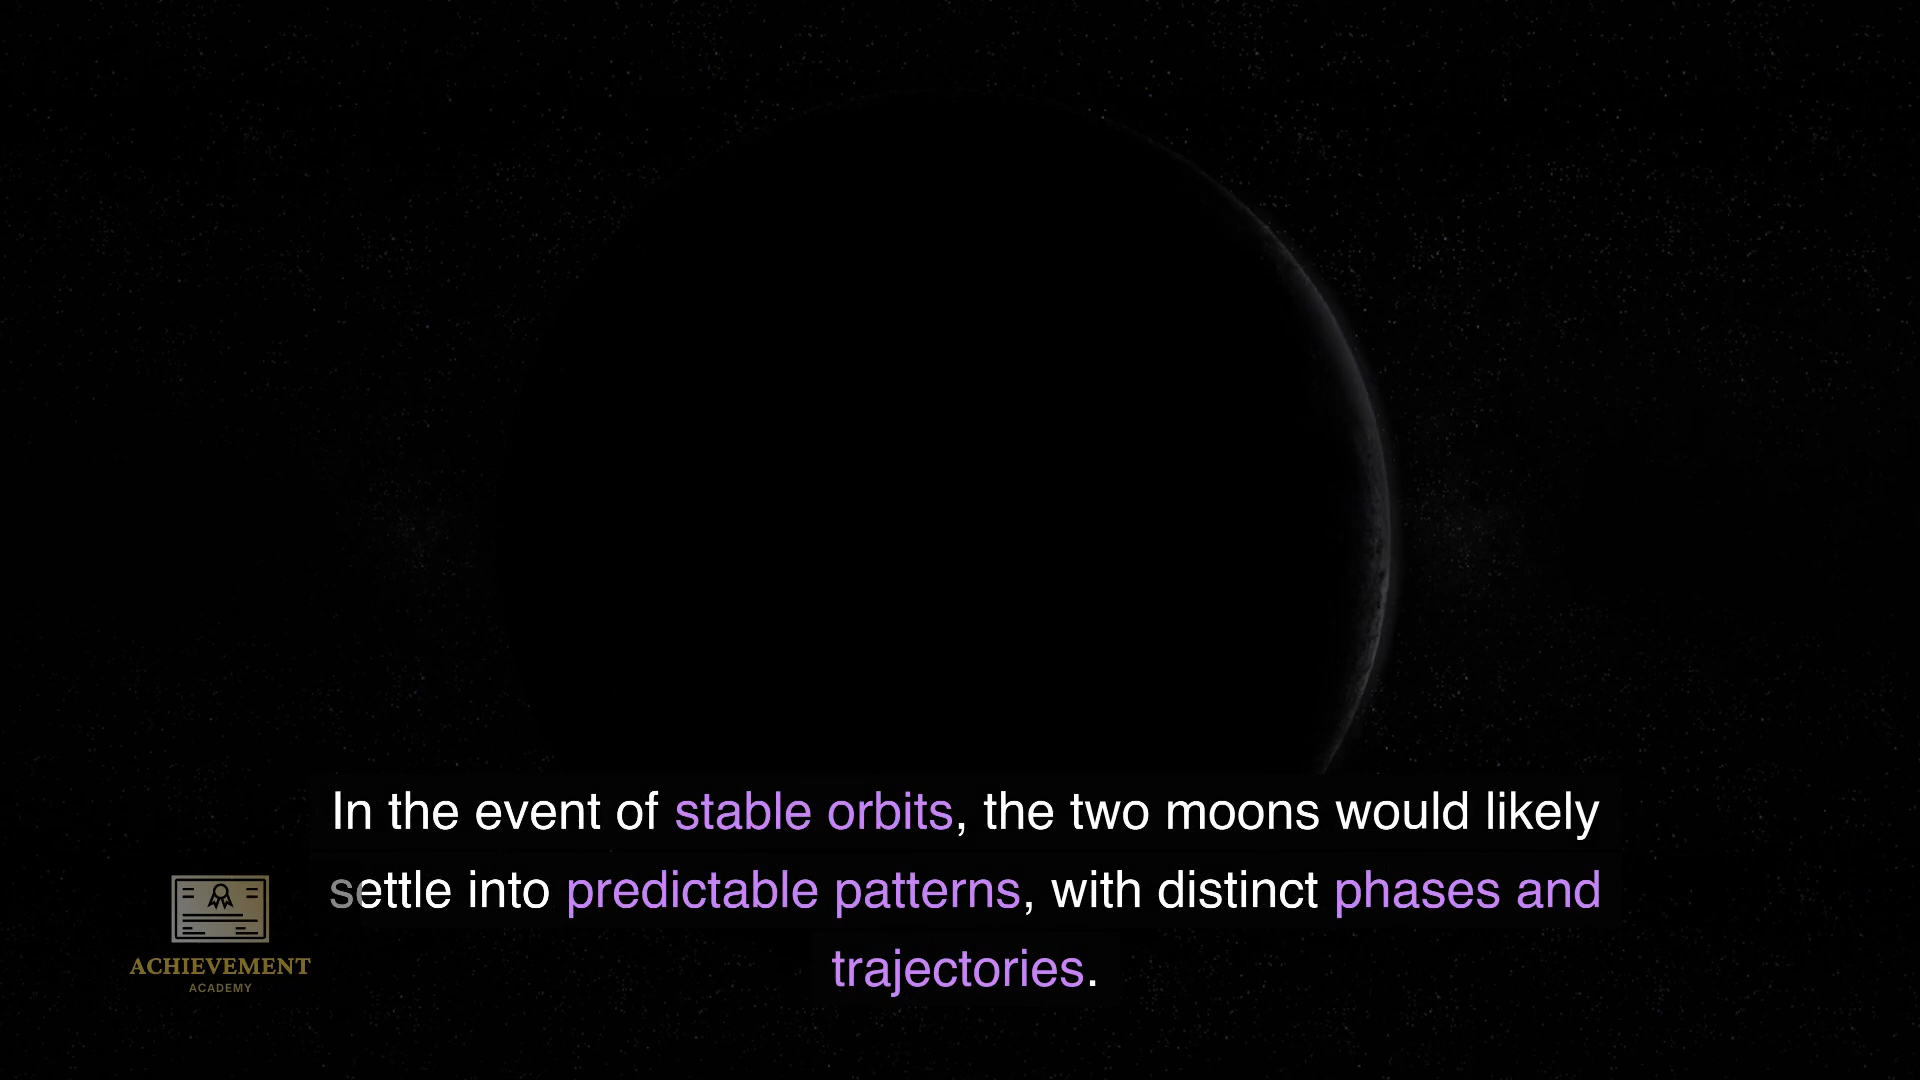 In the event of stable orbits, the two moons would likely
settle into predictable patterns, with distinct phases and
trajectories.
ACHIEVEMENT
ACADEMY